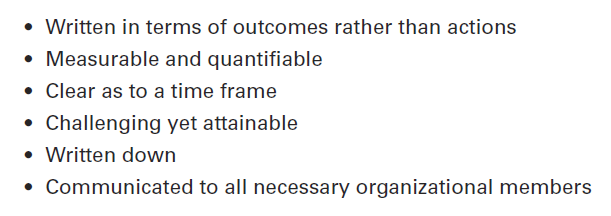 • Written in terms of outcomes rather than actions
• Measurable and quantifiable
• Clear as to a time frame
• Challenging yet attainable
• Written down
• Communicated to all necessary organizational members